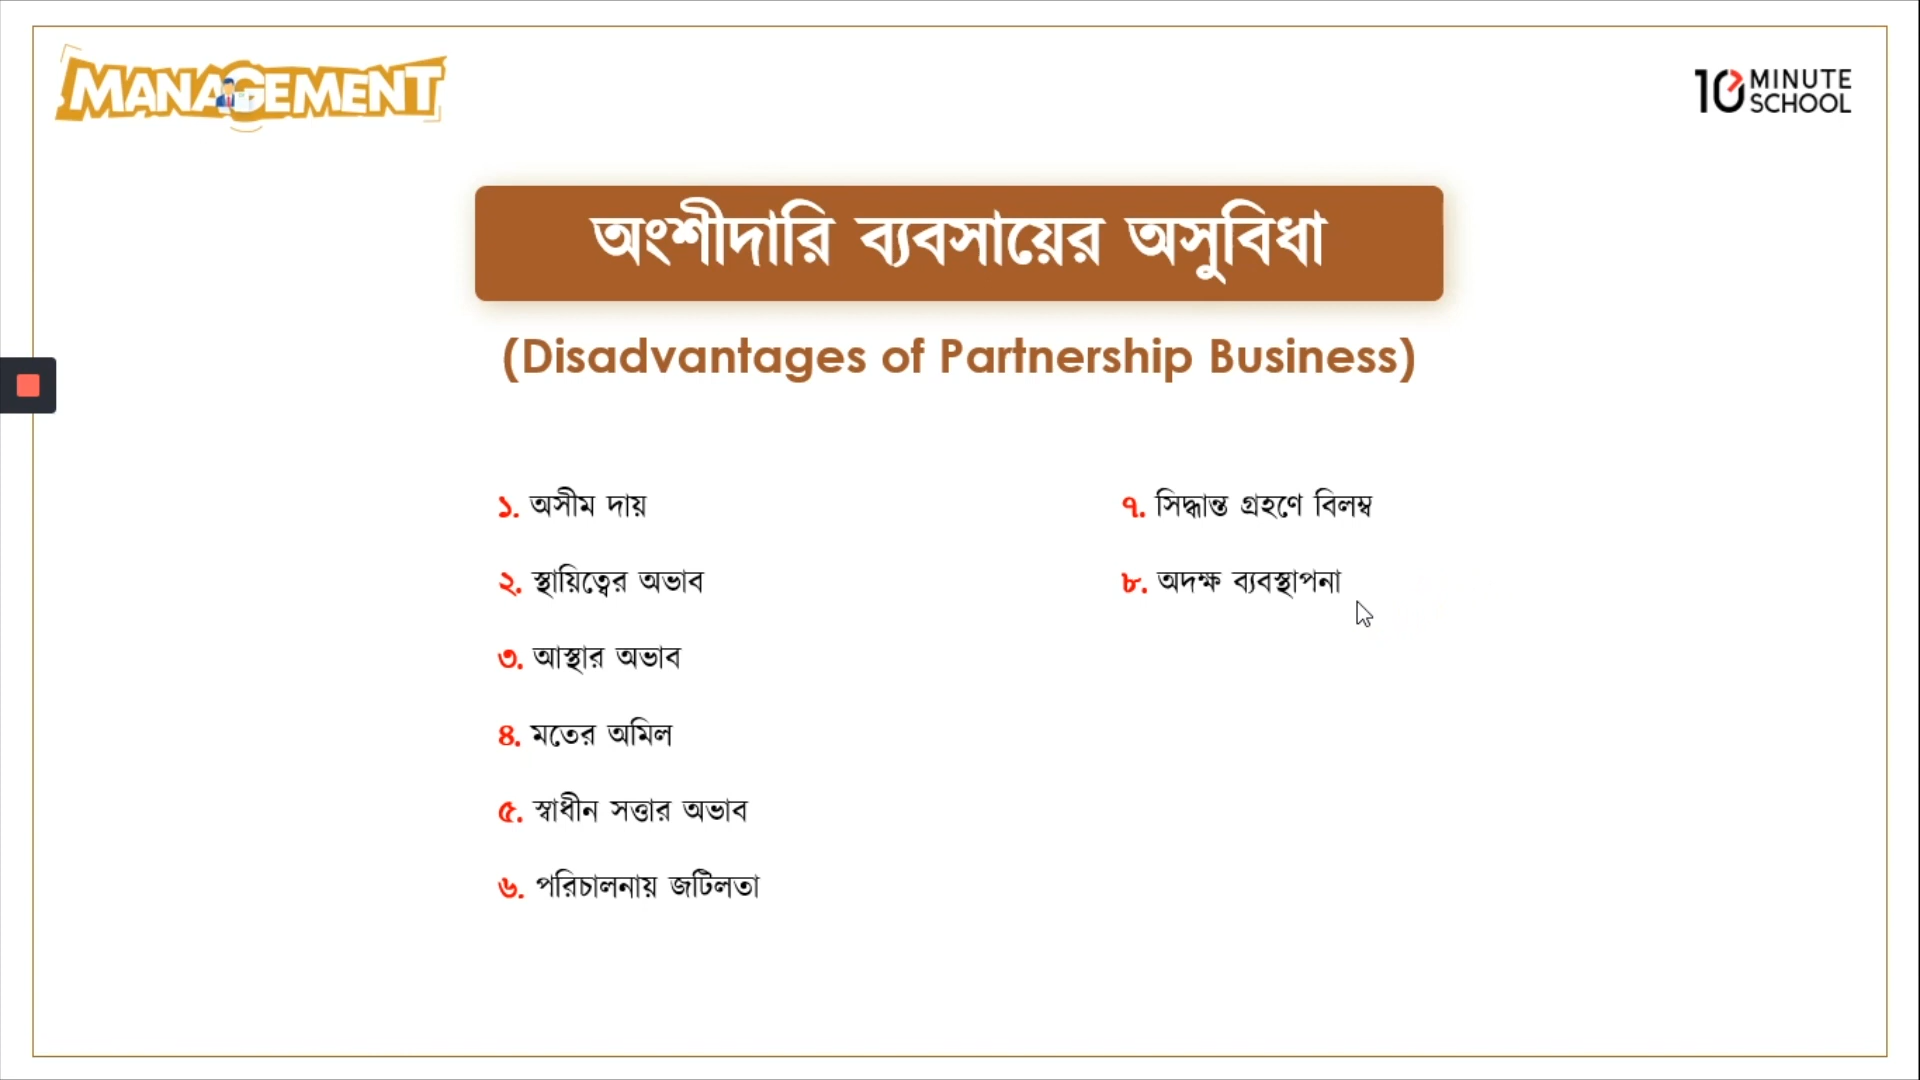 MANAGEMENT
10 MINUTE SCHOOL
অংশীদারি ব্যবসায়ের অসুবিধা
(Disadvantages of Partnership Business)
১. অসীম দায়
২. স্থায়িত্বের অভাব
৩. আস্থার অভাব
৪. মতের অমিল
৫. স্বাধীন সত্তার অভাব
৬. পরিচালনায় জটিলতা
৭. সিদ্ধান্ত গ্রহণে বিলম্ব
৮. অদক্ষ ব্যবস্থাপনা